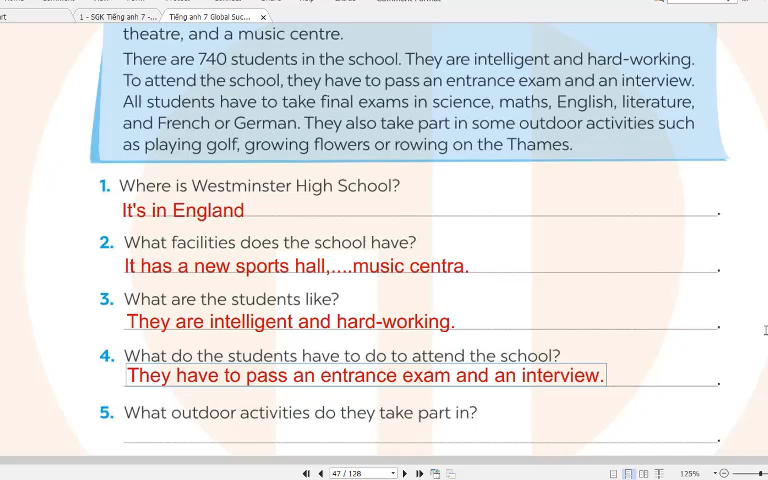 1 - SGK Tiếng anh 7 -...
Tiếng anh 7 Global Suc...
theatre, and a music centre.
There are 740 students in the school. They are intelligent and hard-working.
To attend the school, they have to pass an entrance exam and an interview.
All students have to take final exams in science, maths, English, literature,
and French or German. They also take part in some outdoor activities such
as playing golf, growing flowers or rowing on the Thames.
1. Where is Westminster High School?
It's in England
.
2. What facilities does the school have?
It has a new sports hall,....music centra.
.
3. What are the students like?
They are intelligent and hard-working.
.
4. What do the students have to do to attend the school?
They have to pass an entrance exam and an interview.
.
5. What outdoor activities do they take part in?
.
47 / 128
125%